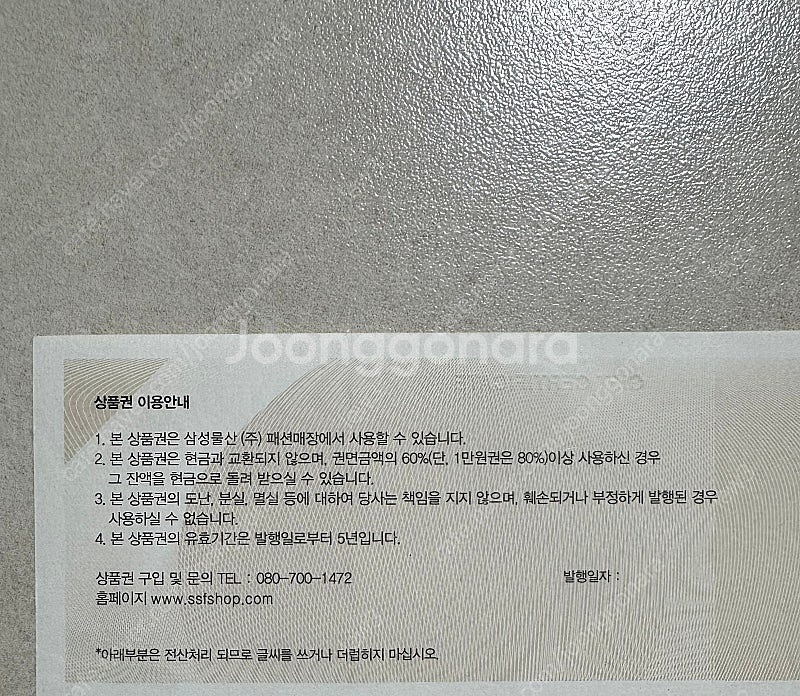 Joonggonara
상품권 이용안내
1. 본 상품권은 삼성물산 (주) 패션매장에서 사용할 수 있습니다.
2. 본 상품권은 현금과 교환되지 않으며, 권면금액의 60%(단, 1만원권은 80%)이상 사용하신 경우
그 잔액을 현금으로 돌려 받으실 수 있습니다.
3. 본 상품권의 도난, 분실, 멸실 등에 대하여 당사는 책임을 지지 않으며, 훼손되거나 부정하게 발행된 경우
사용하실 수 없습니다.
4. 본 상품권의 유효기간은 발행일로부터 5년입니다.
상품권 구입 및 문의 TEL : 080-700-1472
발행일자 :
홈페이지 www.ssfshop.com
*아래부분은 전산처리 되므로 글씨를 쓰거나 더럽히지 마십시오.